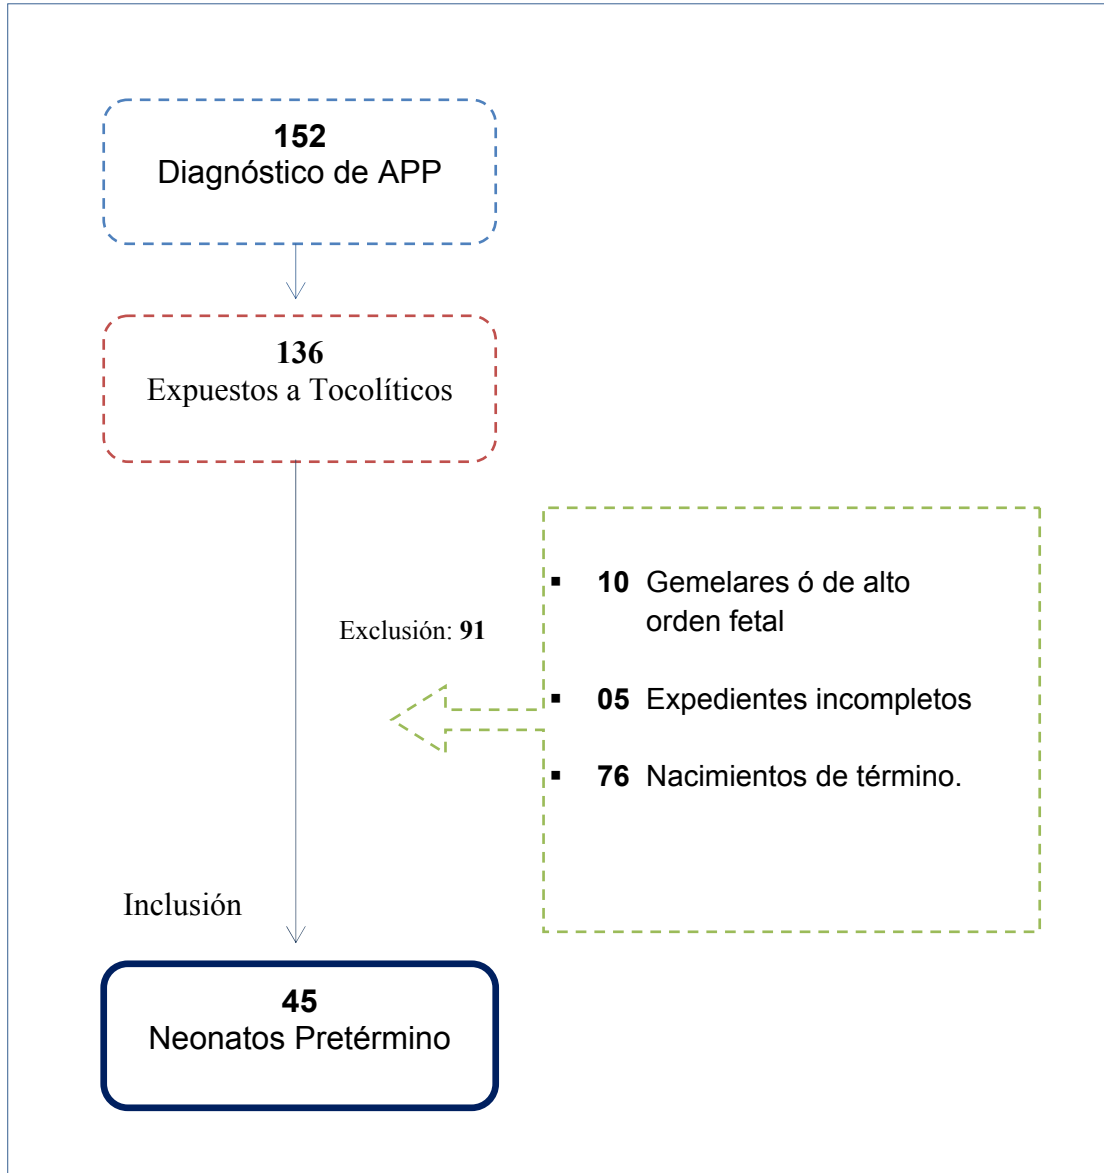 152
Diagnóstico de APP
136
Expuestos a Tocolíticos
Exclusión: 91
▪ 10 Gemelares ó de alto
orden fetal
▪ 05 Expedientes incompletos
▪ 76 Nacimientos de término.
Inclusión
45
Neonatos Pretérmino